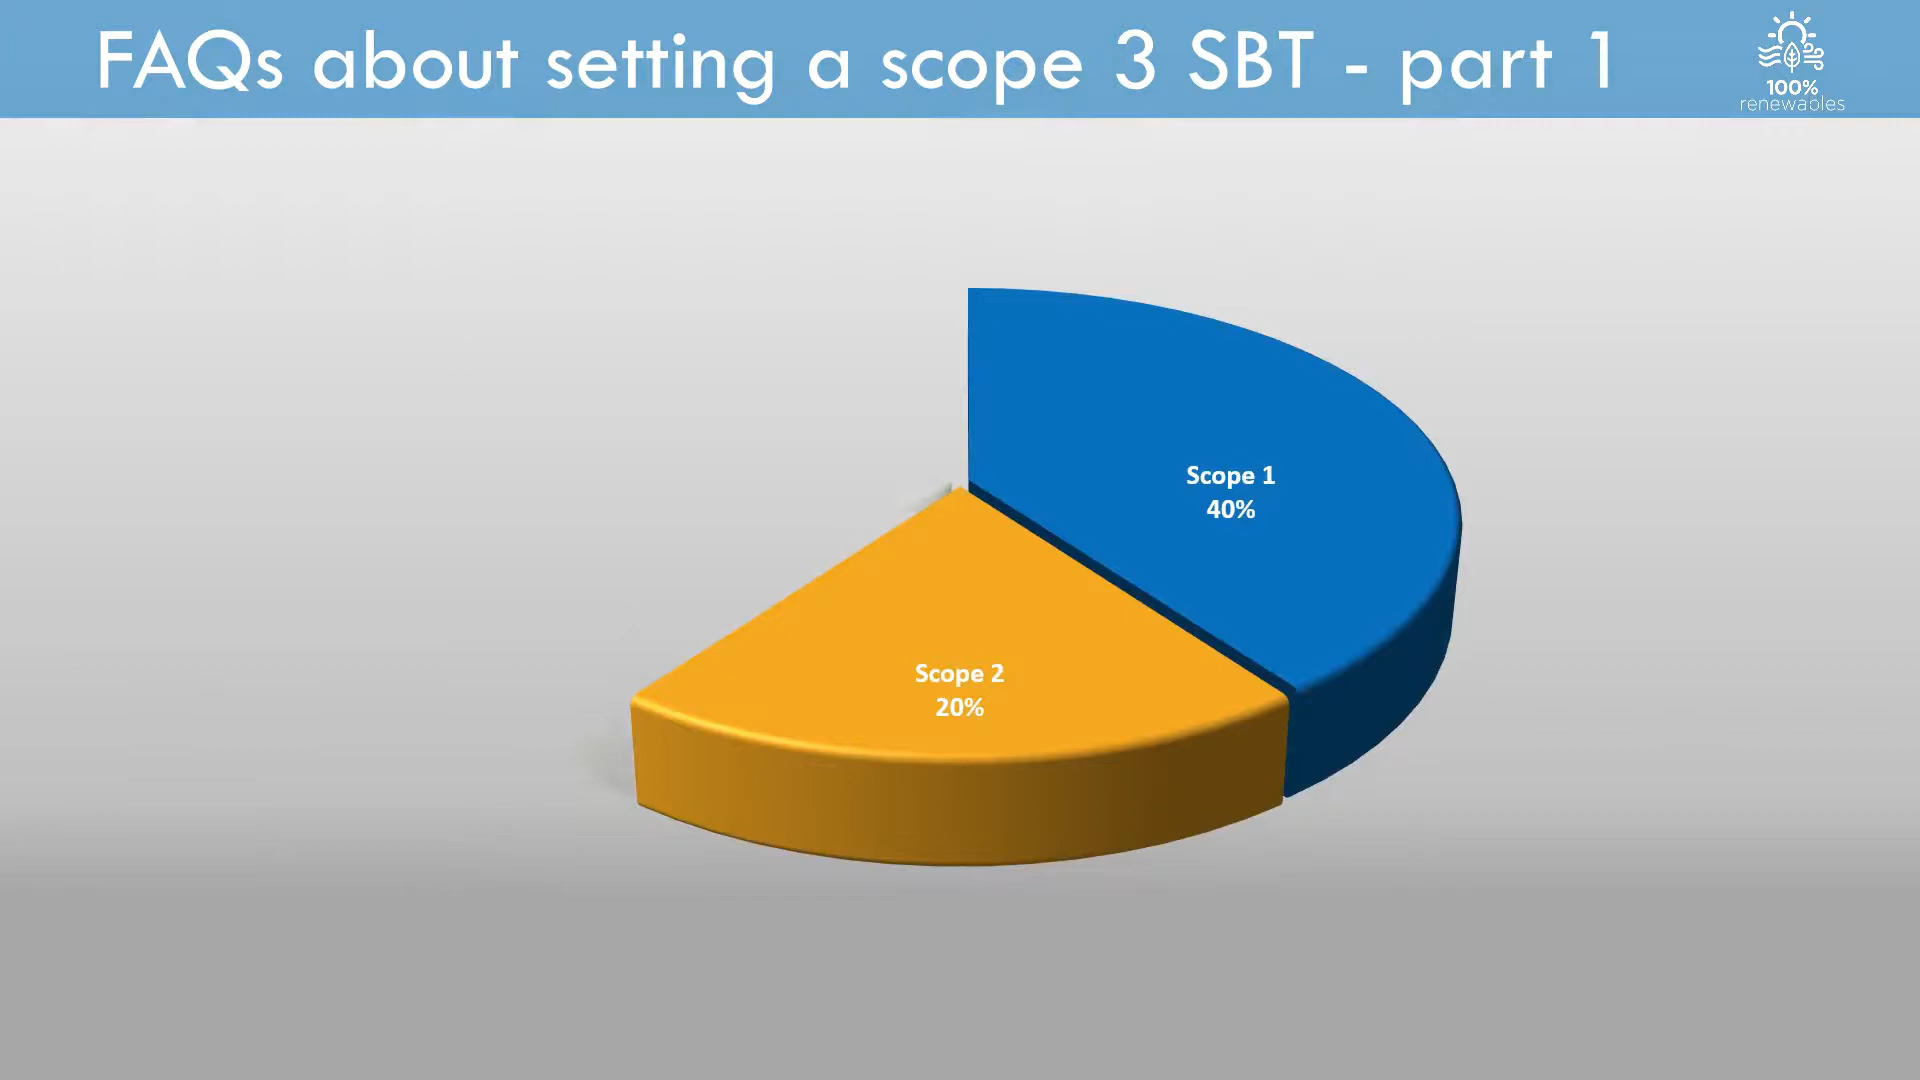 FAQs about setting a scope 3 SBT - part 1
100%
renewables
Scope 1
40%
Scope 2
20%